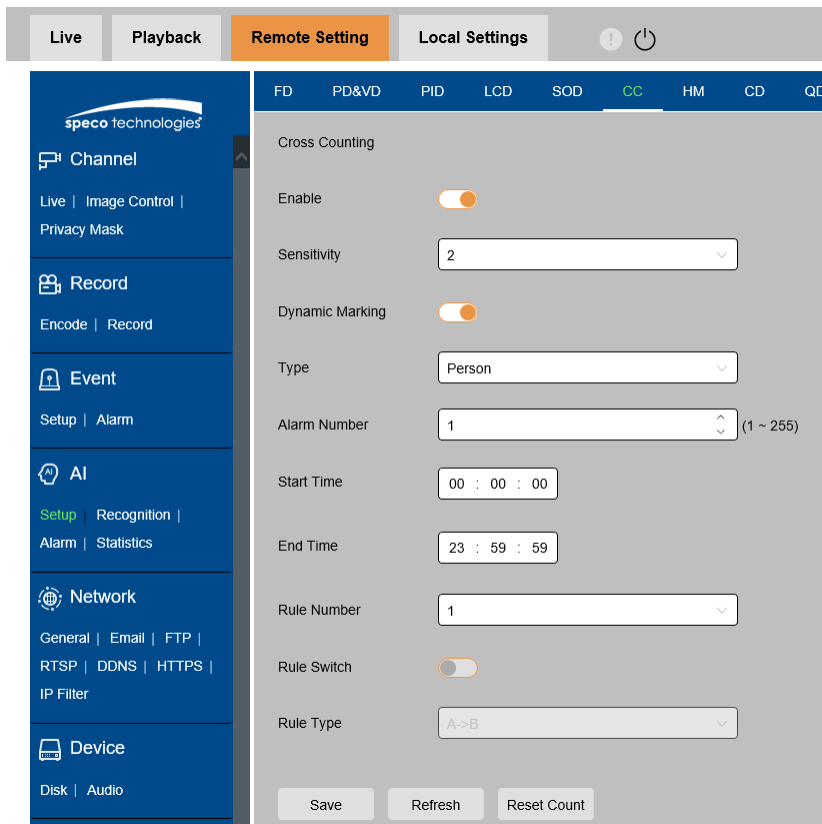 Live Playback Remote Setting Local Settings
speco technologies
Channel
Live | Image Control |
Privacy Mask
Record
Encode | Record
Event
Setup | Alarm
AI
AI
Setup | Recognition |
Alarm | Statistics
Network
General | Email | FTP |
RTSP | DDNS | HTTPS |
IP Filter
Device
Disk | Audio
FD PD&VD PID LCD SOD CC HM CD QD
Cross Counting
Enable
Sensitivity 2
Dynamic Marking
Type Person
Alarm Number 1 (1 ~ 255)
Start Time 00 : 00 : 00
End Time 23 : 59 : 59
Rule Number 1
Rule Switch
Rule Type A->B
Save Refresh Reset Count